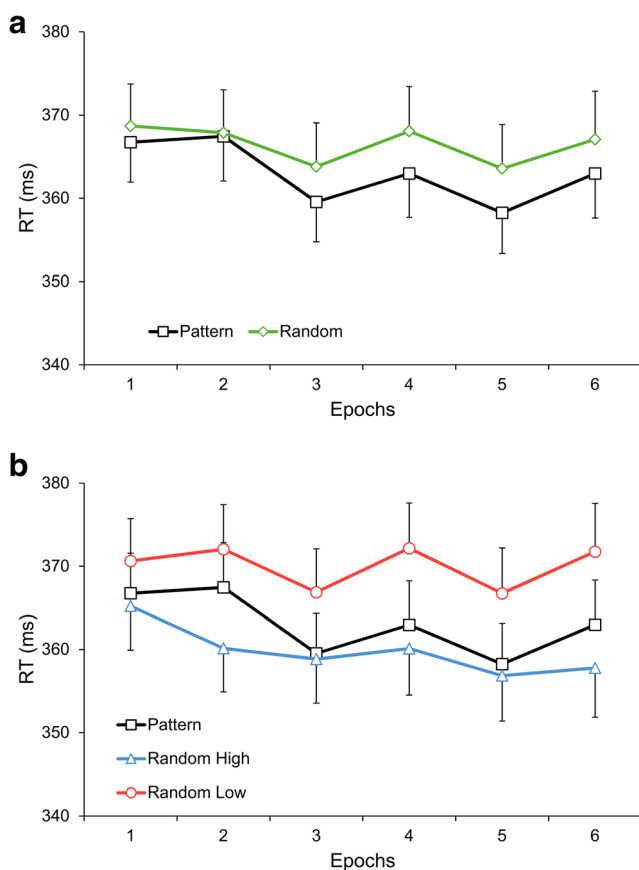 a
380
370
360
350
340
RT (ms)
Pattern Random
1 2 3 4 5 6
Epochs
b
380
370
360
350
340
RT (ms)
Pattern
Random High
Random Low
1 2 3 4 5 6
Epochs